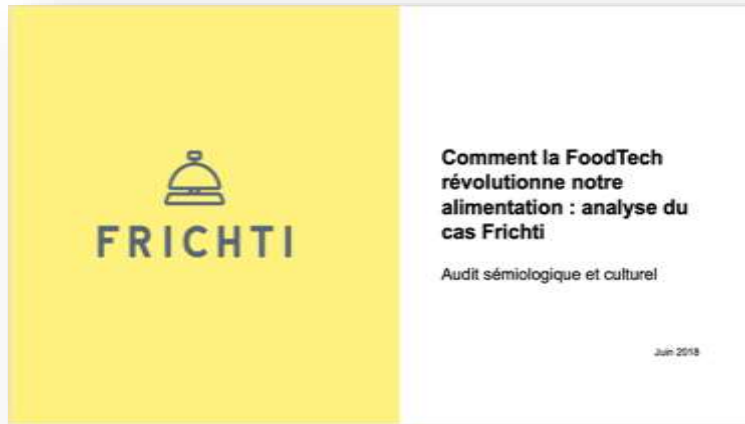 FRICHTI
Comment la FoodTech
révolutionne notre
alimentation : analyse du
cas Frichti
Audit sémiologique et culturel
Juin 2018